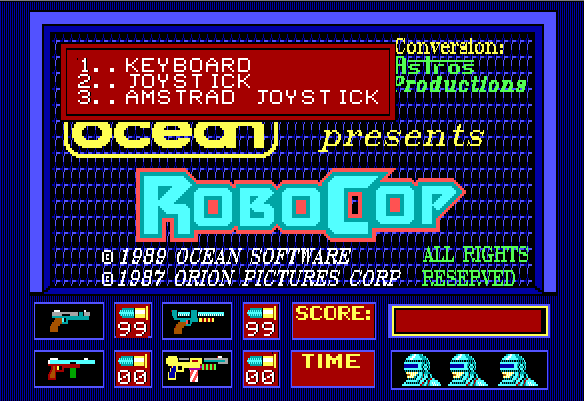 1.. KEYBOARD
2.. JOYSTICK
3.. AMSTRAD JOYSTICK
Conversion:
Astros
Productions
ocean presents
ROBOCOP
© 1989 OCEAN SOFTWARE
© 1987 ORION PICTURES CORP
ALL RIGHTS
RESERVED
99 99 SCORE:
00 00 TIME